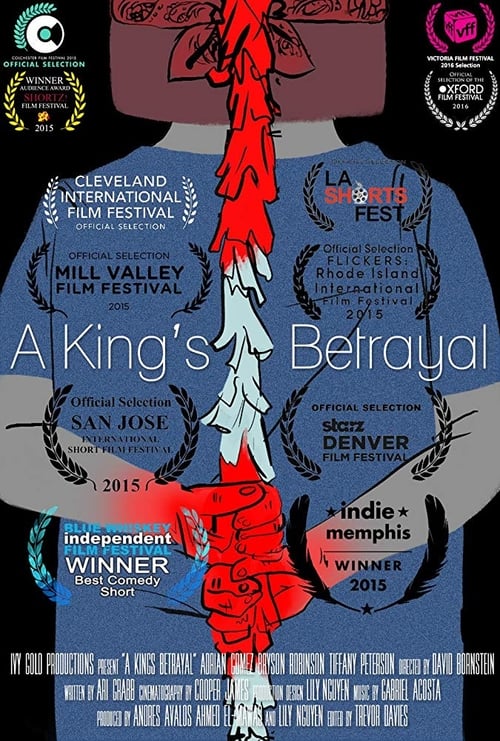 COLCHESTER FILM FESTIVAL 2015
OFFICIAL SELECTION
WINNER
AUDIENCE AWARD
SHORTZ!
FILM FESTIVAL
2015
vff
VICTORIA FILM FESTIVAL
2016 Selection
OFFICIAL
SELECTION OF THE
OXFORD
FILM FESTIVAL
2016
CLEVELAND
INTERNATIONAL
FILM FESTIVAL
OFFICIAL SELECTION
LA
SHORTS
FEST
OFFICIAL SELECTION
MILL VALLEY
FILM FESTIVAL
2015
Official Selection
FLICKERS:
Rhode Island
International
Film Festival
2015
A King's Betrayal
Official Selection
SAN JOSE
INTERNATIONAL
SHORT FILM FESTIVAL
2015
OFFICIAL SELECTION
starz
DENVER
FILM FESTIVAL
BLUE WHISKEY
independent
FILM FESTIVAL
WINNER
Best Comedy
Short
indie
memphis
WINNER
2015
IVY GOLD PRODUCTIONS PRESENT "A KINGS BETRAYAL" ADRIAN GOMEZ BRYSON ROBINSON TIFFANY PETERSON DIRECTED BY DAVID BORNSTEIN
WRITTEN BY ARI GRABB CINEMATOGRAPHY BY COOPER JAMES PRODUCTION DESIGN LILY NGUYEN MUSIC BY GABRIEL ACOSTA
PRODUCED BY ANDRES AVALOS AHMED AND LILY NGUYEN EDITED BY TREVOR DAVIES